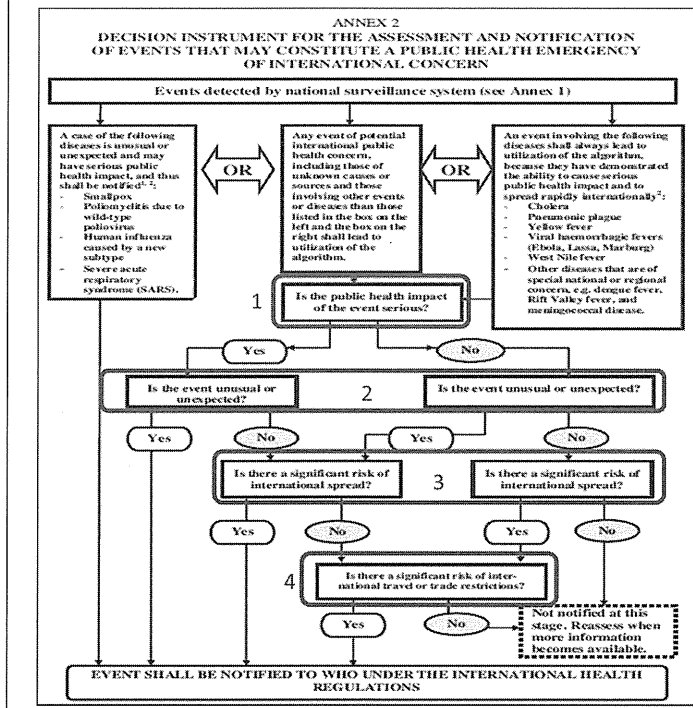 ANNEX 2
DECISION INSTRUMENT FOR THE ASSESSMENT AND NOTIFICATION
OF EVENTS THAT MAY CONSTITUTE A PUBLIC HEALTH EMERGENCY
OF INTERNATIONAL CONCERN
Events detected by national surveillance system (see Annex 1)
A case of the following
diseases is unusual or
unexpected and may
have serious public
health impact, and thus
shall be notified1, 2:
- Smallpox
- Poliomyelitis due to
wild-type
poliovirus
- Human influenza
caused by a new
subtype
- Severe acute
respiratory
syndrome (SARS).
OR
Any event of potential
international public
health concern,
including those of
unknown causes or
sources and those
involving other events
or diseases than those
listed in the box on the
left and the box on the
right shall lead to
utilization of the
algorithm.
OR
An event involving the following
diseases shall always lead to
utilization of the algorithm,
because they have demonstrated
the ability to cause serious
public health impact and to
spread rapidly internationally2:
- Cholera
- Pneumonic plague
- Yellow fever
- Viral haemorrhagic fevers
(Ebola, Lassa, Marburg)
- West Nile fever
- Other diseases that are of
special national or regional
concern, e.g. dengue fever,
Rift Valley fever, and
meningococcal disease.
1
Is the public health impact
of the event serious?
Yes
No
Is the event unusual or
unexpected?
2
Is the event unusual or unexpected?
Yes
No
Yes
No
Is there a significant risk of
international spread?
3
Is there a significant risk of
international spread?
Yes
No
Yes
No
4
Is there a significant risk of inter-
national travel or trade restrictions?
Yes
No
Not notified at this
stage. Reassess when
more information
becomes available.
EVENT SHALL BE NOTIFIED TO WHO UNDER THE INTERNATIONAL HEALTH
REGULATIONS